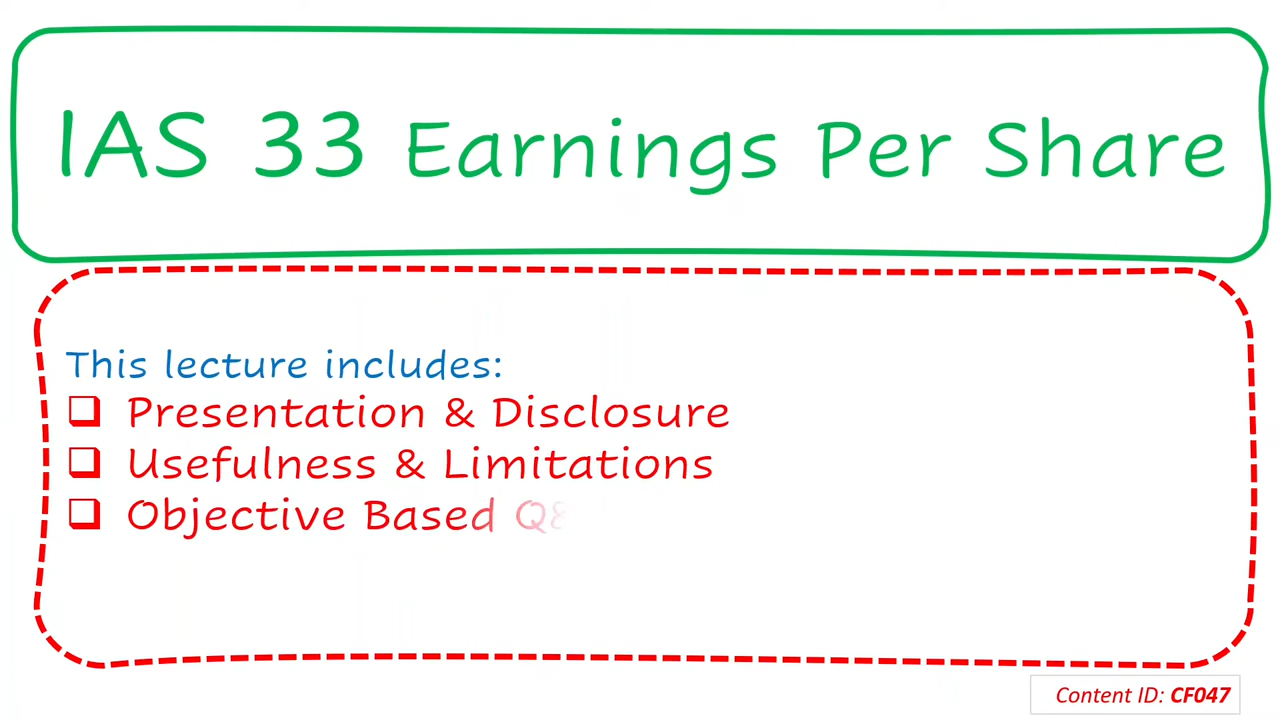 IAS 33 Earnings Per Share
This lecture includes:
❑ Presentation & Disclosure
❑ Usefulness & Limitations
❑ Objective Based
Content ID: CF047